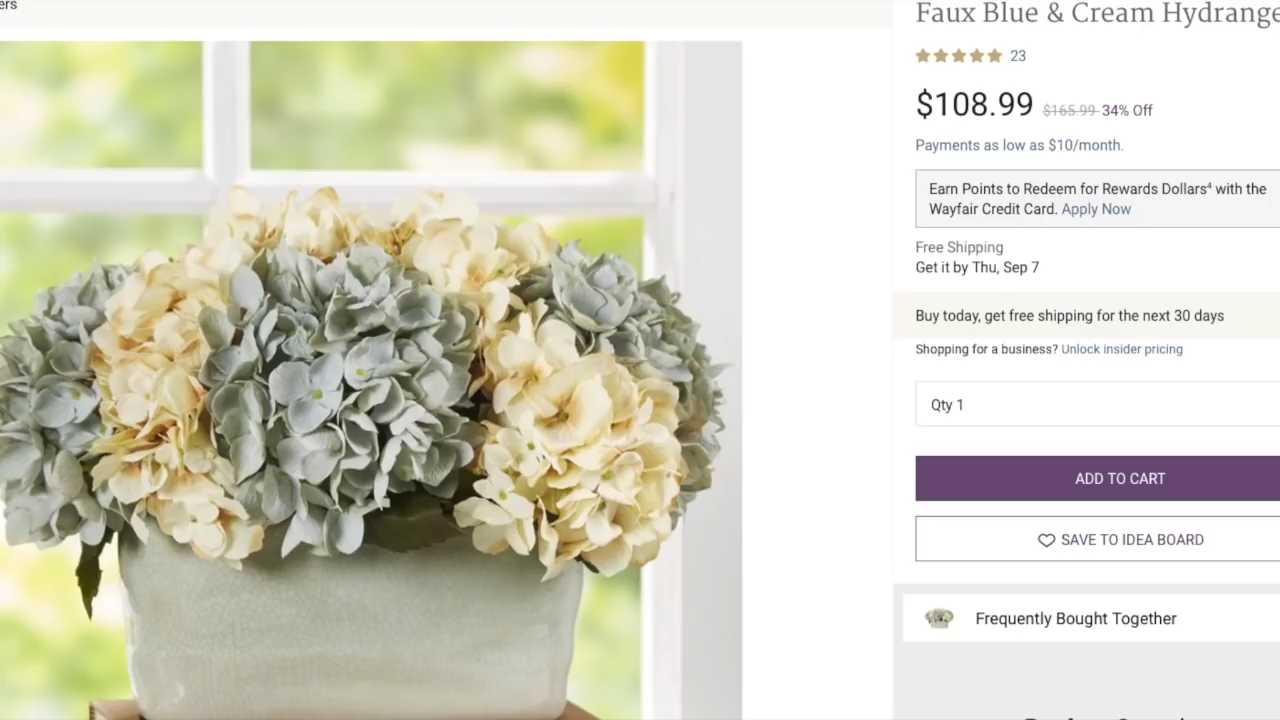 ers
Faux Blue & Cream Hydrange
23
$108.99 $165.99 34% Off
Payments as low as $10/month.
Earn Points to Redeem for Rewards Dollars⁴ with the
Wayfair Credit Card. Apply Now
Free Shipping
Get it by Thu, Sep 7
Buy today, get free shipping for the next 30 days
Shopping for a business? Unlock insider pricing
Qty 1
ADD TO CART
SAVE TO IDEA BOARD
Frequently Bought Together